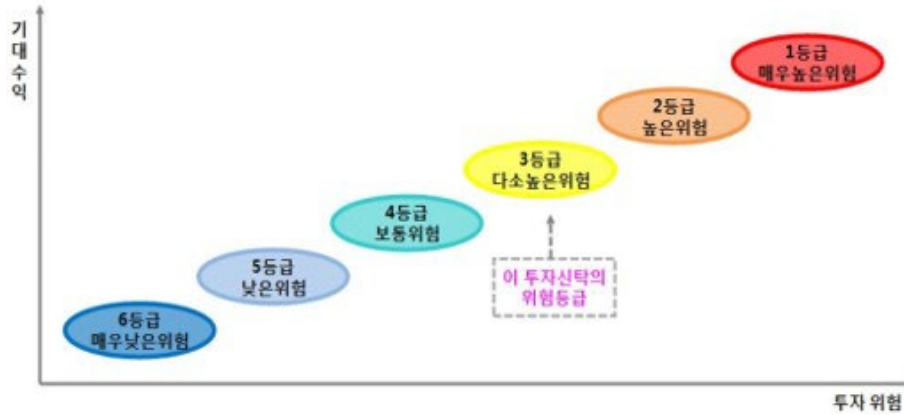 기대수익
1등급
매우높은위험
2등급
높은위험
3등급
다소높은위험
4등급
보통위험
이 투자신탁의
위험등급
5등급
낮은위험
6등급
매우낮은위험
투자 위험